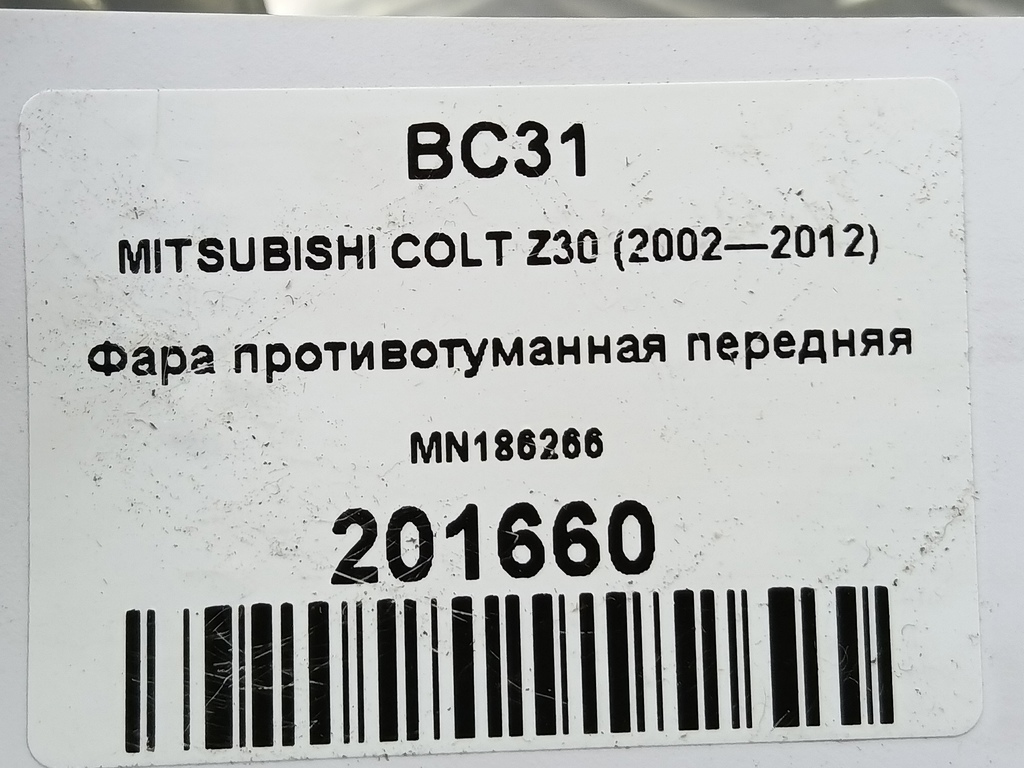 BC31
MITSUBISHI COLT Z30 (2002—2012)
Фара противотуманная передняя
MN186266
201660